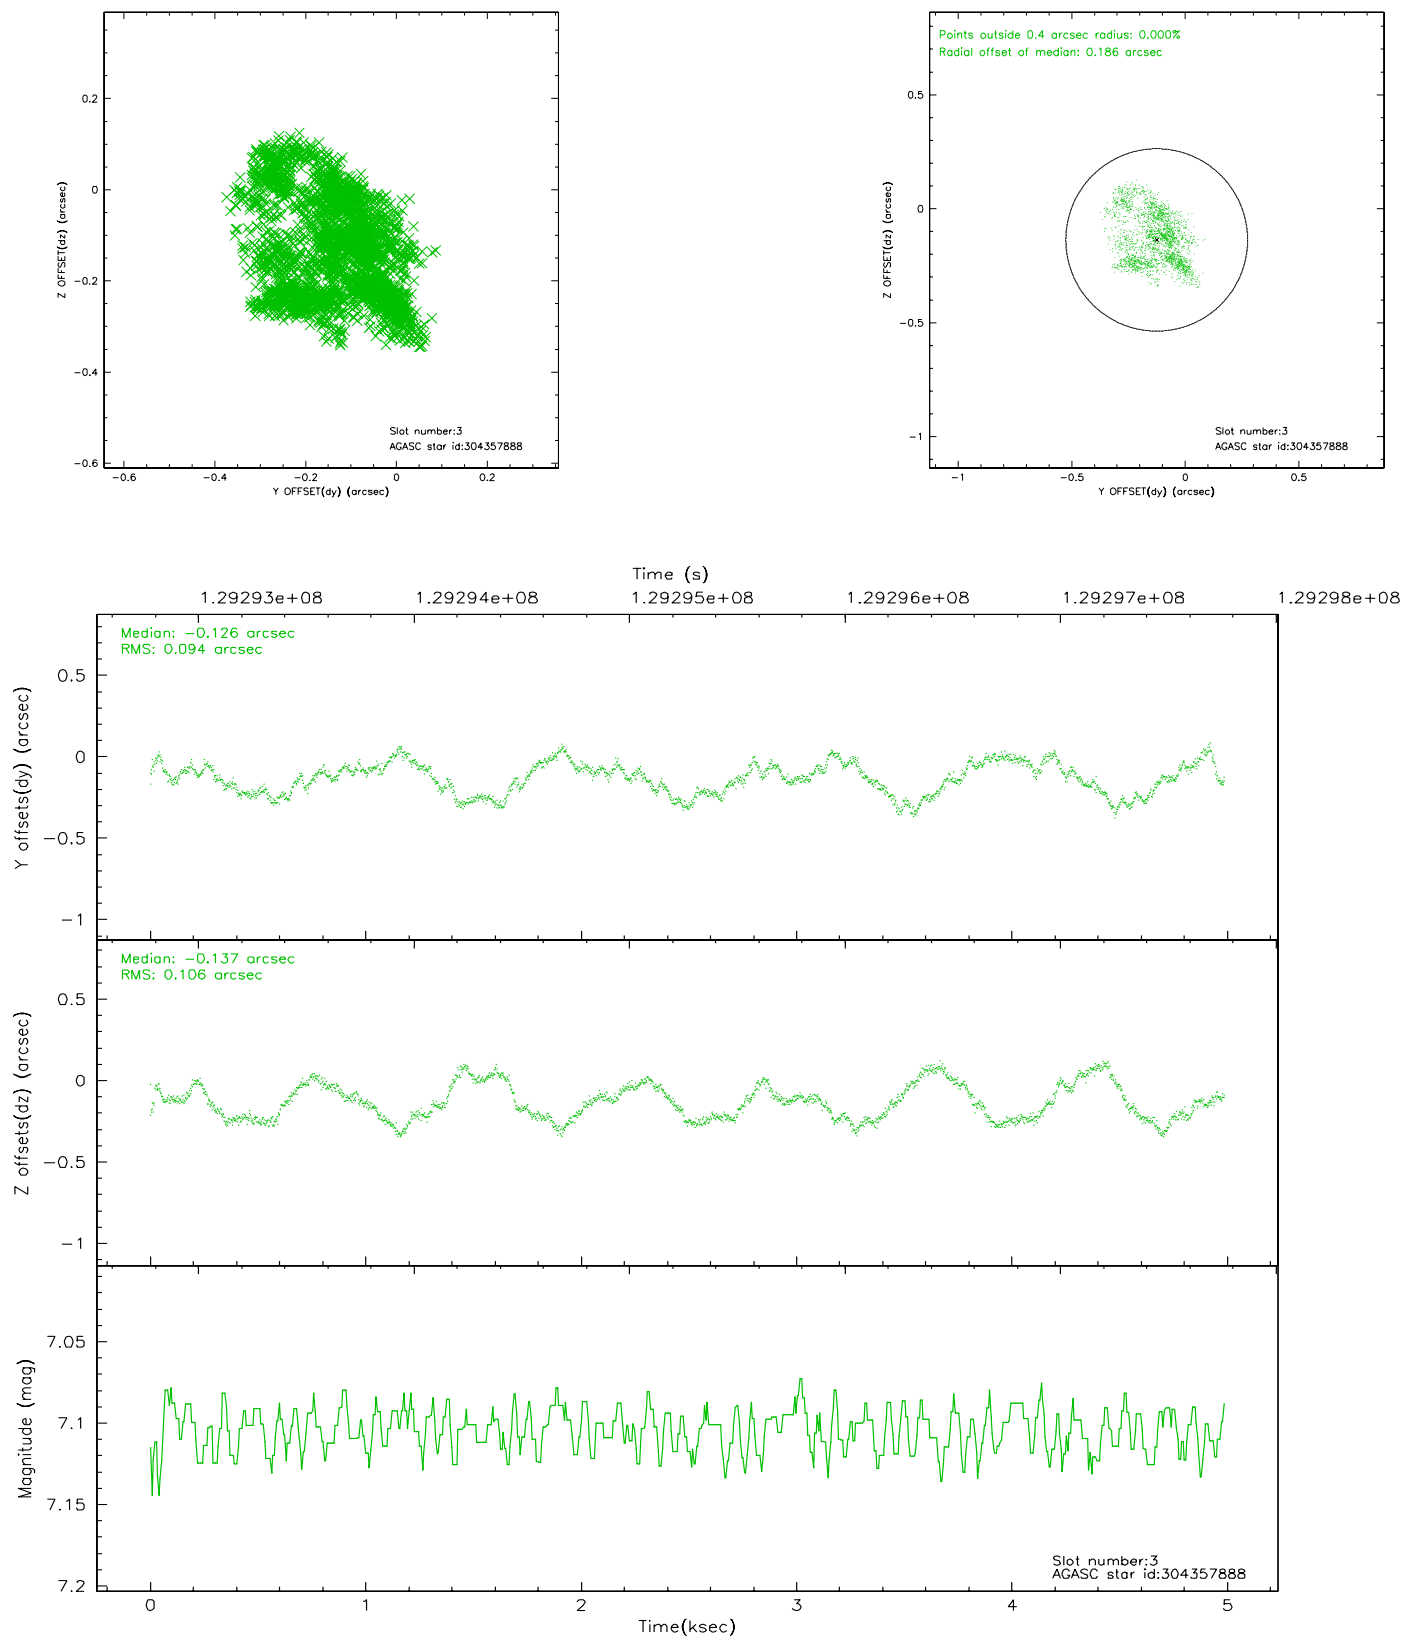 0.2
0
−0.2
−0.4
−0.6
Z OFFSET(dz) (arcsec)
Slot number:3
AGASC star id:304357888
−0.6
−0.4
−0.2
0
0.2
Y OFFSET(dy) (arcsec)
Points outside 0.4 arcsec radius: 0.000%
Radial offset of median: 0.186 arcsec
0.5
0
−0.5
−1
Z OFFSET(dz) (arcsec)
Slot number:3
AGASC star id:304357888
−1
−0.5
0
0.5
Y OFFSET(dy) (arcsec)
Time (s)
1.29293e+08
1.29294e+08
1.29295e+08
1.29296e+08
1.29297e+08
1.29298e+08
Median: −0.126 arcsec
RMS: 0.094 arcsec
0.5
0
−0.5
−1
Y offsets(dy) (arcsec)
Median: −0.137 arcsec
RMS: 0.106 arcsec
0.5
0
−0.5
−1
Z offsets(dz) (arcsec)
7.05
7.1
7.15
7.2
Magnitude (mag)
Slot number:3
AGASC star id:304357888
0
1
2
3
4
5
Time(ksec)